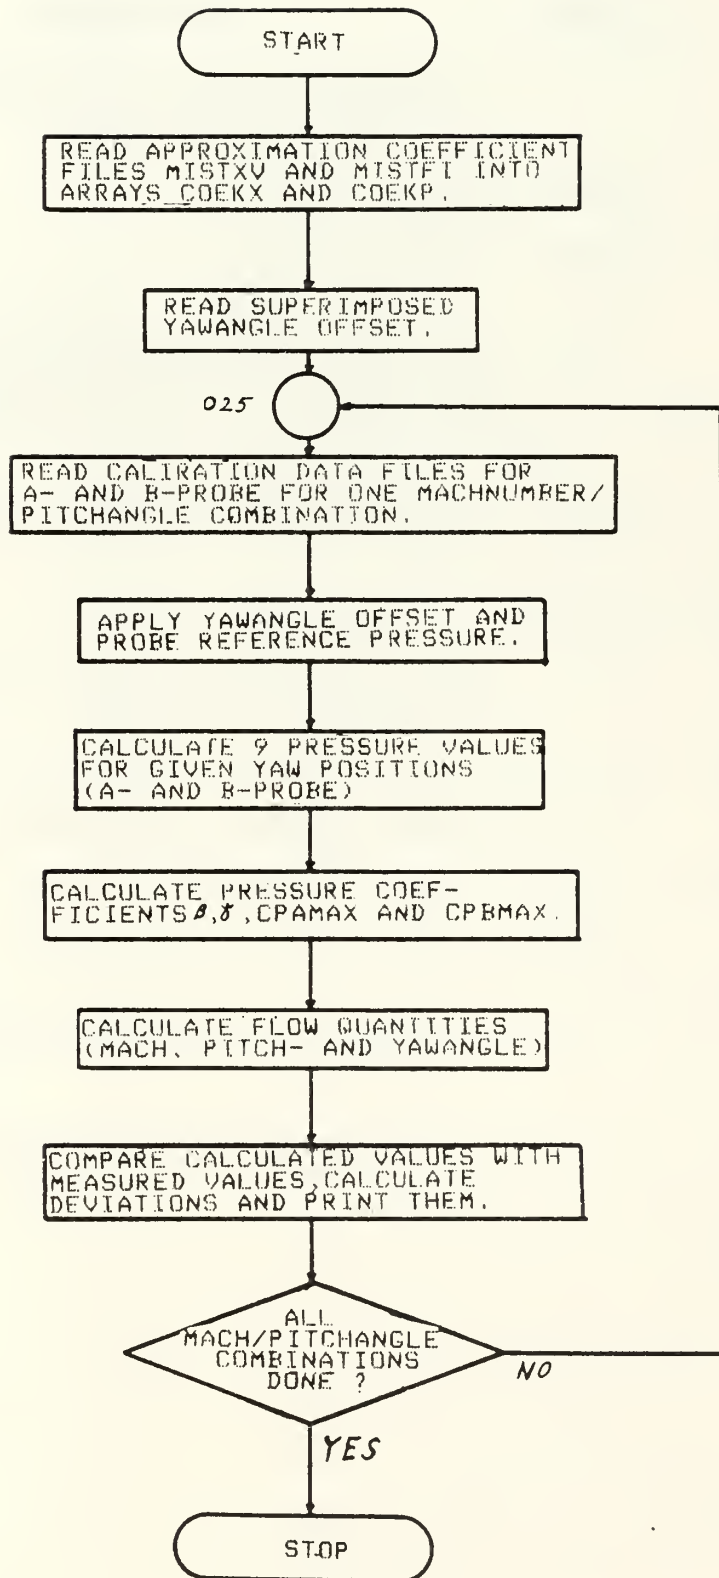 START
READ APPROXIMATION COEFFICIENT
FILES MISTXV AND MISTFI INTO
ARRAYS COEKX AND COEKP.
READ SUPERIMPOSED
YAWANGLE OFFSET.
025
READ CALIRATION DATA FILES FOR
A- AND B-PROBE FOR ONE MACHNUMBER/
PITCHANGLE COMBINATION.
APPLY YAWANGLE OFFSET AND
PROBE REFERENCE PRESSURE.
CALCULATE 9 PRESSURE VALUES
FOR GIVEN YAW POSITIONS
(A- AND B-PROBE)
CALCULATE PRESSURE COEF-
FICIENTS β,γ,CPAMAX AND CPBMAX.
CALCULATE FLOW QUANTITIES
(MACH, PITCH- AND YAWANGLE)
COMPARE CALCULATED VALUES WITH
MEASURED VALUES,CALCULATE
DEVIATIONS AND PRINT THEM.
ALL
MACH/PITCHANGLE
COMBINATIONS
DONE ?
NO
YES
STOP